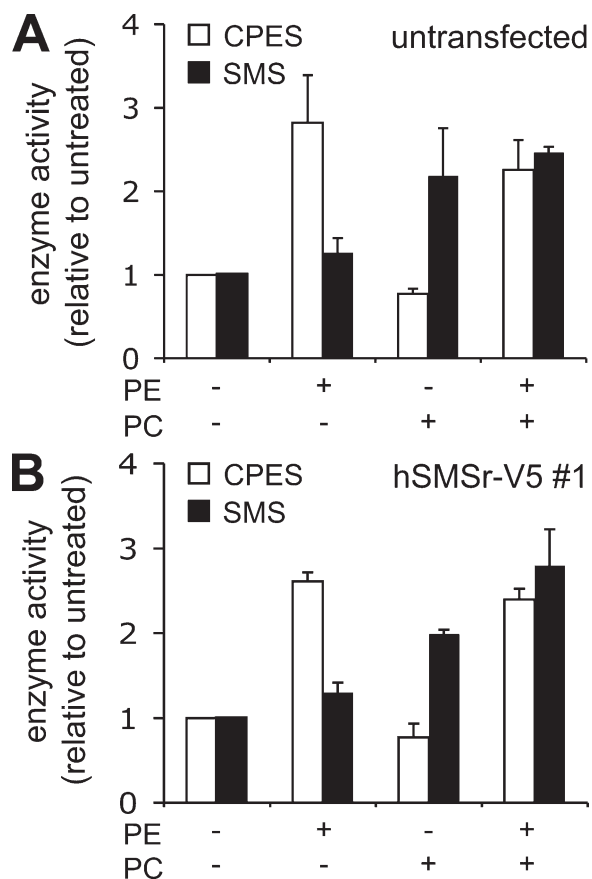 A
4
3
2
1
0
enzyme activity
(relative to untreated)
CPES
SMS
untransfected
PE - + - +
PC - - + +
B
4
3
2
1
0
enzyme activity
(relative to untreated)
CPES
SMS
hSMSr-V5 #1
PE - + - +
PC - - + +